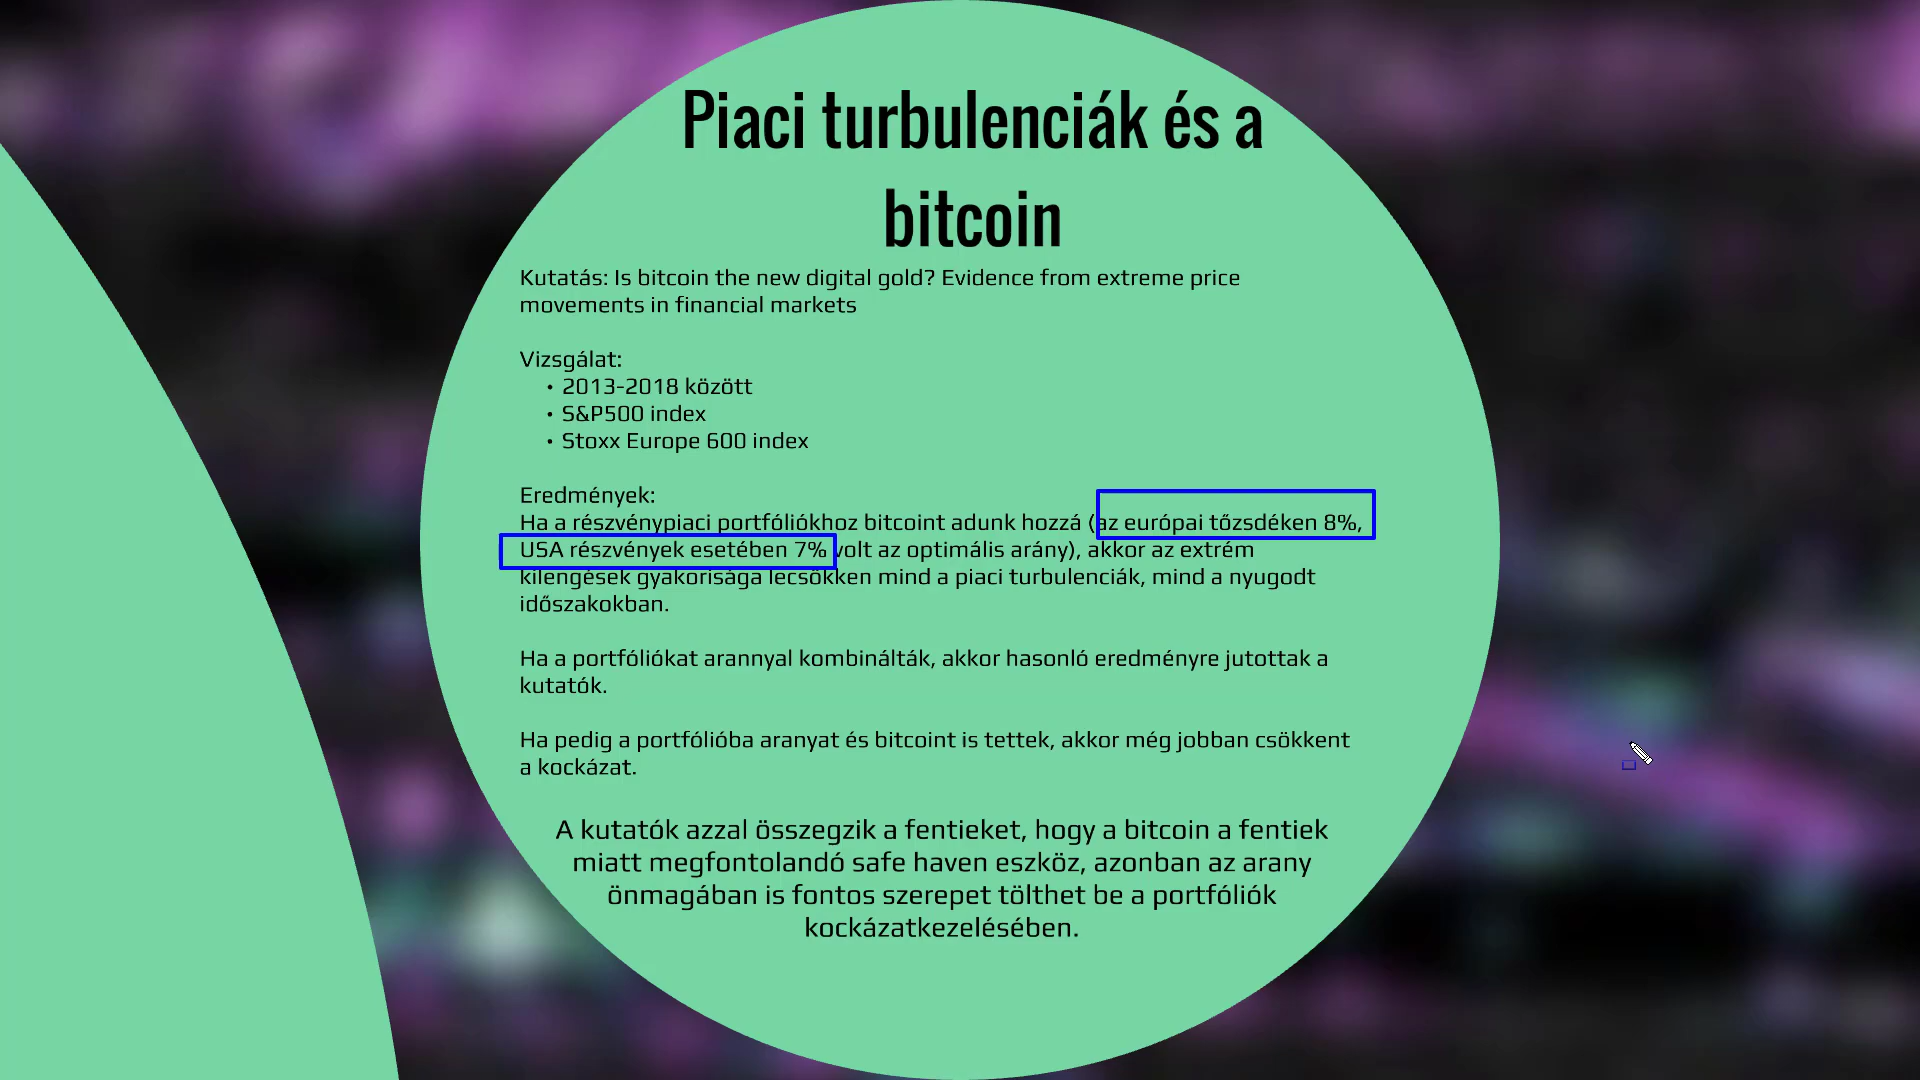 Piaci turbulenciák és a
bitcoin
Kutatás: Is bitcoin the new digital gold? Evidence from extreme price
movements in financial markets
Vizsgálat:
• 2013-2018 között
• S&P500 index
• Stoxx Europe 600 index
Eredmények:
Ha a részvénypiaci portfóliókhoz bitcoint adunk hozzá (az európai tőzsdéken 8%,
USA részvények esetében 7% volt az optimális arány), akkor az extrém
kilengések gyakorisága lecsökken mind a piaci turbulenciák, mind a nyugodt
időszakokban.
Ha a portfóliókat arannyal kombinálták, akkor hasonló eredményre jutottak a
kutatók.
Ha pedig a portfólióba aranyat és bitcoint is tettek, akkor még jobban csökkent
a kockázat.
A kutatók azzal összegzik a fentieket, hogy a bitcoin a fentiek
miatt megfontolandó safe haven eszköz, azonban az arany
önmagában is fontos szerepet tölthet be a portfóliók
kockázatkezelésében.